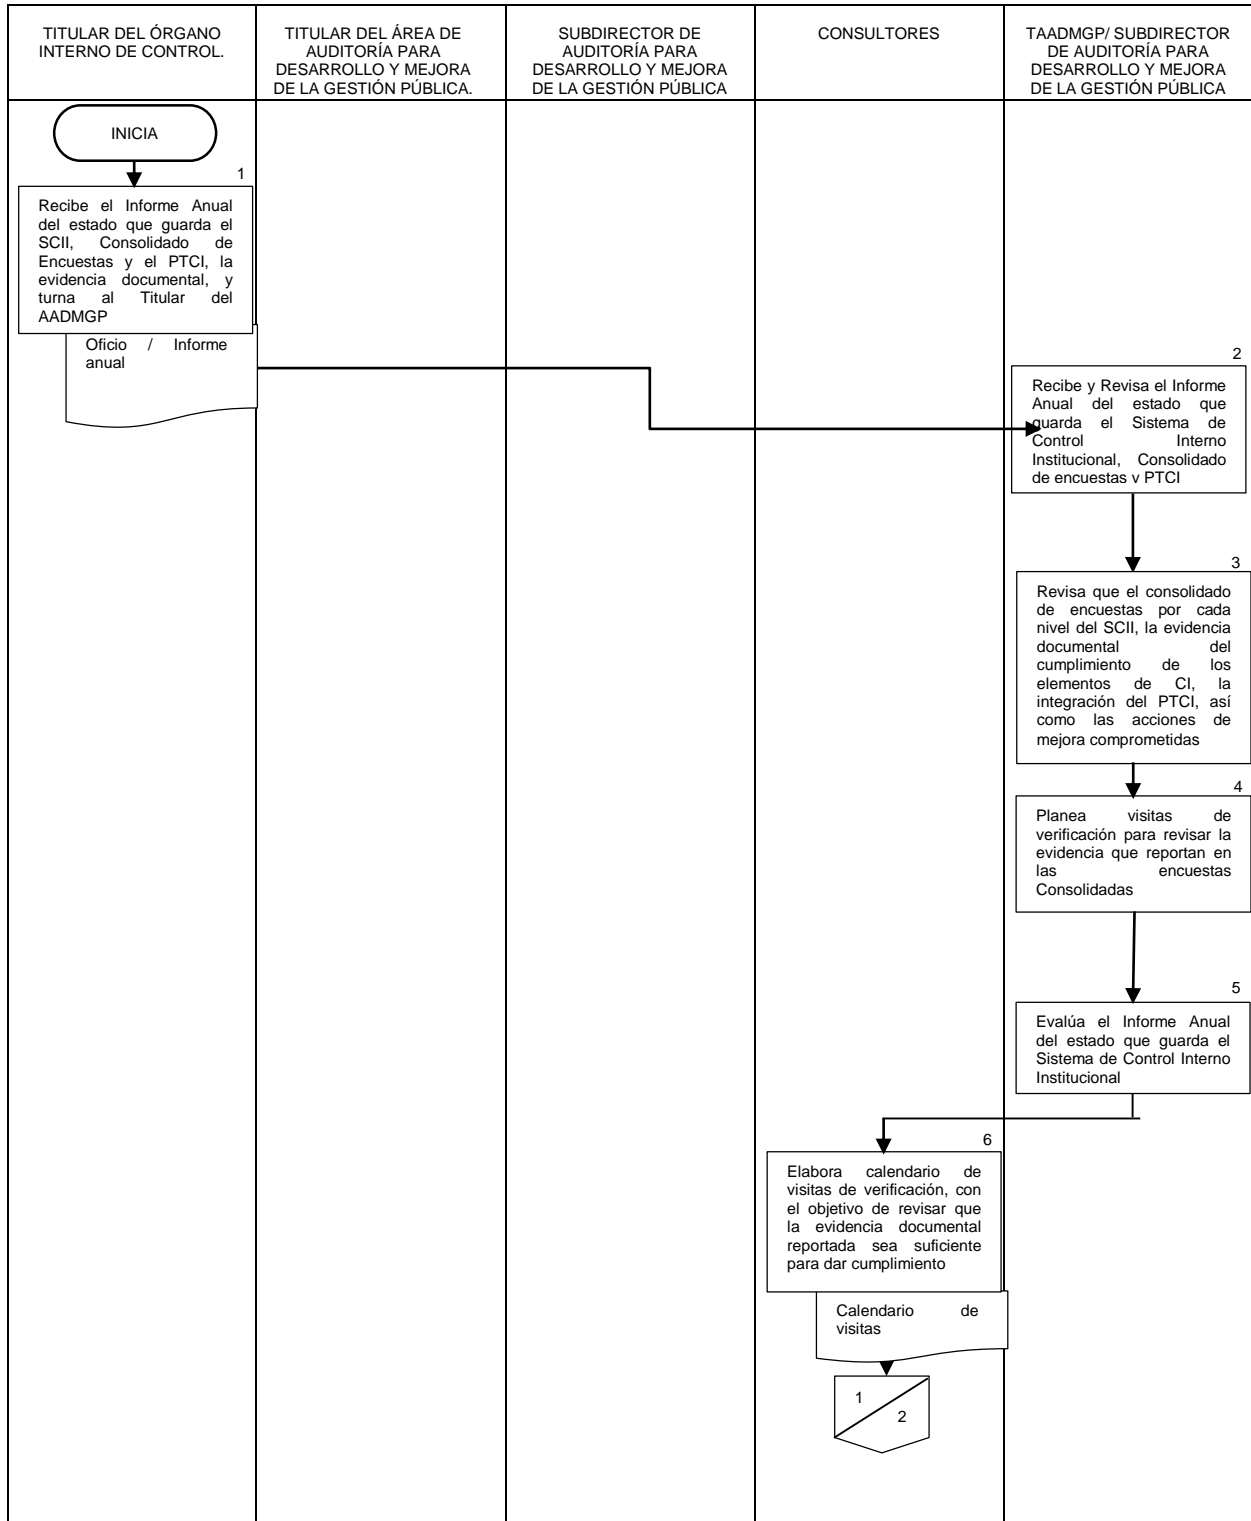 TITULAR DEL ÓRGANO
INTERNO DE CONTROL.
TITULAR DEL ÁREA DE
AUDITORÍA PARA
DESARROLLO Y MEJORA
DE LA GESTIÓN PÚBLICA.
SUBDIRECTOR DE
AUDITORÍA PARA
DESARROLLO Y MEJORA
DE LA GESTIÓN PÚBLICA
CONSULTORES
TAADMGP/ SUBDIRECTOR
DE AUDITORÍA PARA
DESARROLLO Y MEJORA
DE LA GESTIÓN PÚBLICA
INICIA
1
Recibe el Informe Anual
del estado que guarda el
SCII, Consolidado de
Encuestas y el PTCI, la
evidencia documental, y
turna al Titular del
AADMGP
Oficio / Informe
anual
2
Recibe y Revisa el Informe
Anual del estado que
guarda el Sistema de
Control Interno
Institucional, Consolidado
de encuestas y PTCI
3
Revisa que el consolidado
de encuestas por cada
nivel del SCII, la evidencia
documental del
cumplimiento de los
elementos de CI, la
integración del PTCI, así
como las acciones de
mejora comprometidas
4
Planea visitas de
verificación para revisar la
evidencia que reportan en
las encuestas
Consolidadas
5
Evalúa el Informe Anual
del estado que guarda el
Sistema de Control Interno
Institucional
6
Elabora calendario de
visitas de verificación, con
el objetivo de revisar que
la evidencia documental
reportada sea suficiente
para dar cumplimiento
Calendario de
visitas
1
2